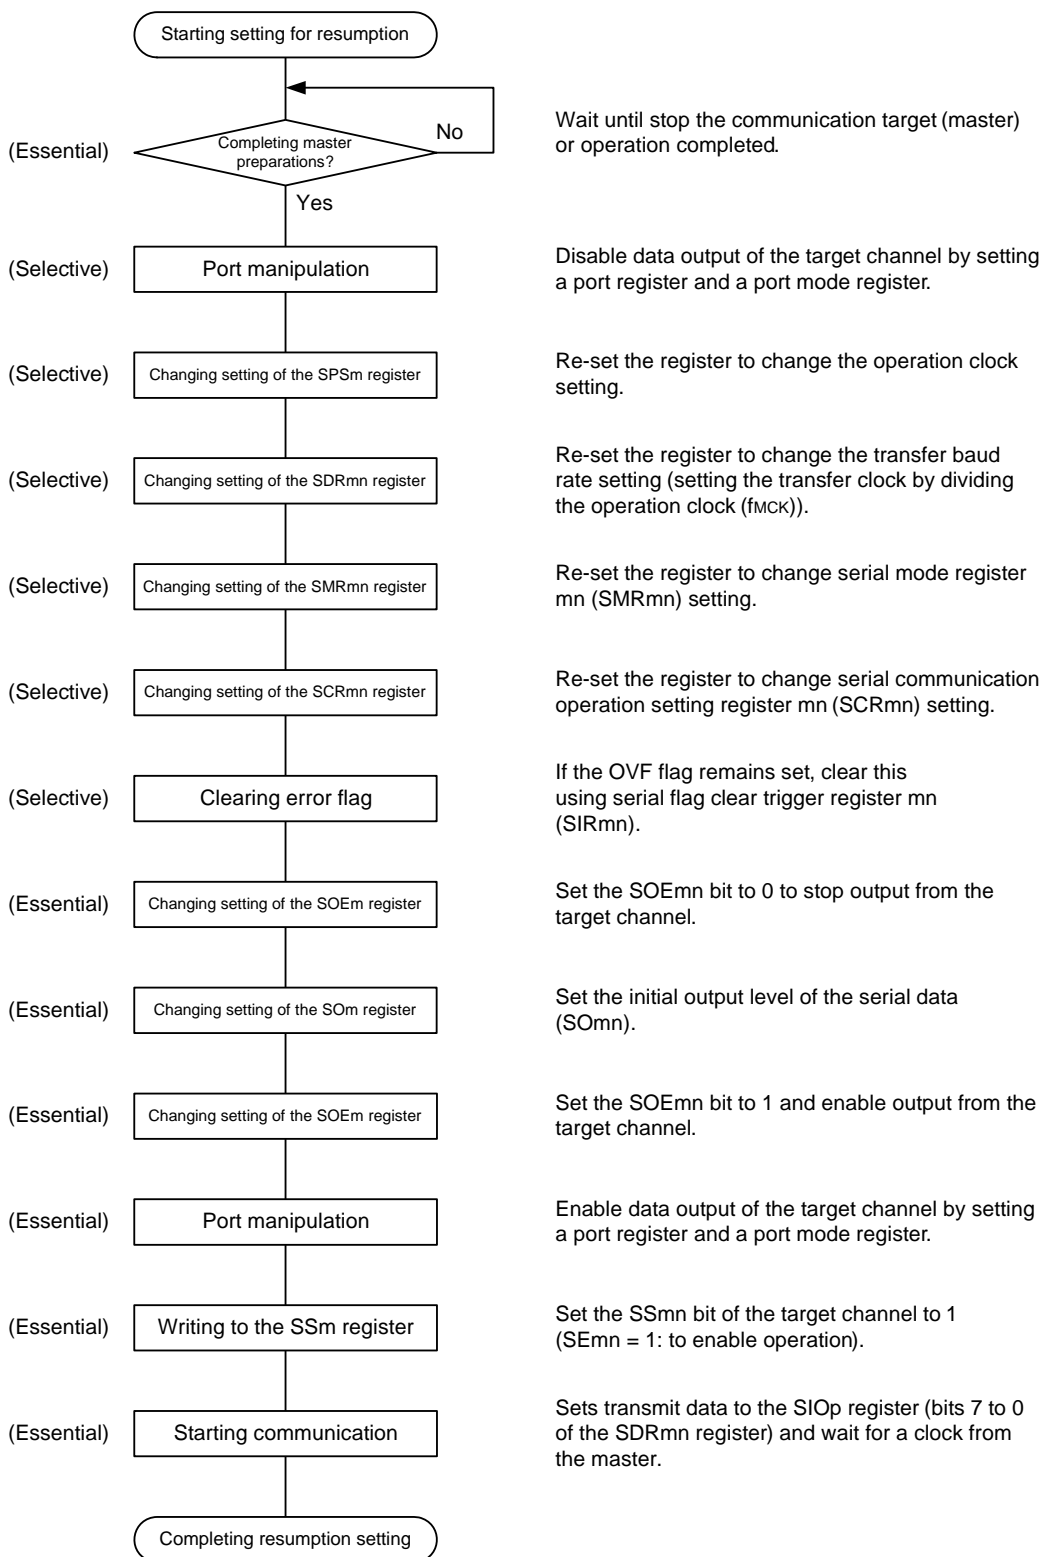 Starting setting for resumption
(Essential)
Completing master
preparations?
No
Yes
Wait until stop the communication target (master)
or operation completed.
(Selective)
Port manipulation
Disable data output of the target channel by setting
a port register and a port mode register.
(Selective)
Changing setting of the SPSm register
Re-set the register to change the operation clock
setting.
(Selective)
Changing setting of the SDRmn register
Re-set the register to change the transfer baud
rate setting (setting the transfer clock by dividing
the operation clock (fMCK)).
(Selective)
Changing setting of the SMRmn register
Re-set the register to change serial mode register
mn (SMRmn) setting.
(Selective)
Changing setting of the SCRmn register
Re-set the register to change serial communication
operation setting register mn (SCRmn) setting.
(Selective)
Clearing error flag
If the OVF flag remains set, clear this
using serial flag clear trigger register mn
(SIRmn).
(Essential)
Changing setting of the SOEm register
Set the SOEmn bit to 0 to stop output from the
target channel.
(Essential)
Changing setting of the SOm register
Set the initial output level of the serial data
(SOmn).
(Essential)
Changing setting of the SOEm register
Set the SOEmn bit to 1 and enable output from the
target channel.
(Essential)
Port manipulation
Enable data output of the target channel by setting
a port register and a port mode register.
(Essential)
Writing to the SSm register
Set the SSmn bit of the target channel to 1
(SEmn = 1: to enable operation).
(Essential)
Starting communication
Sets transmit data to the SIOp register (bits 7 to 0
of the SDRmn register) and wait for a clock from
the master.
Completing resumption setting